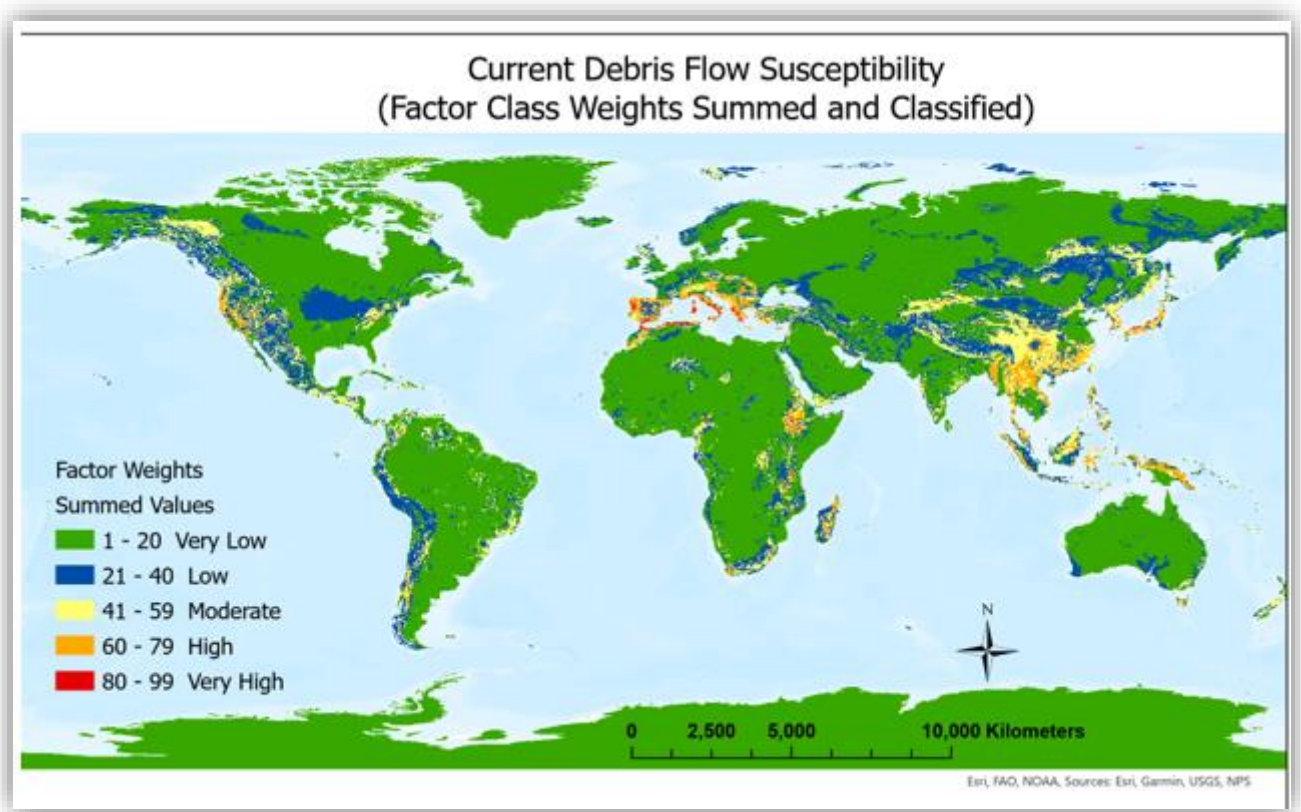 Current Debris Flow Susceptibility
(Factor Class Weights Summed and Classified)
Factor Weights
Summed Values
1 - 20 Very Low
21 - 40 Low
41 - 59 Moderate
60 - 79 High
80 - 99 Very High
N
0 2,500 5,000 10,000 Kilometers
Esri, FAO, NOAA, Sources: Esri, Garmin, USGS, NPS